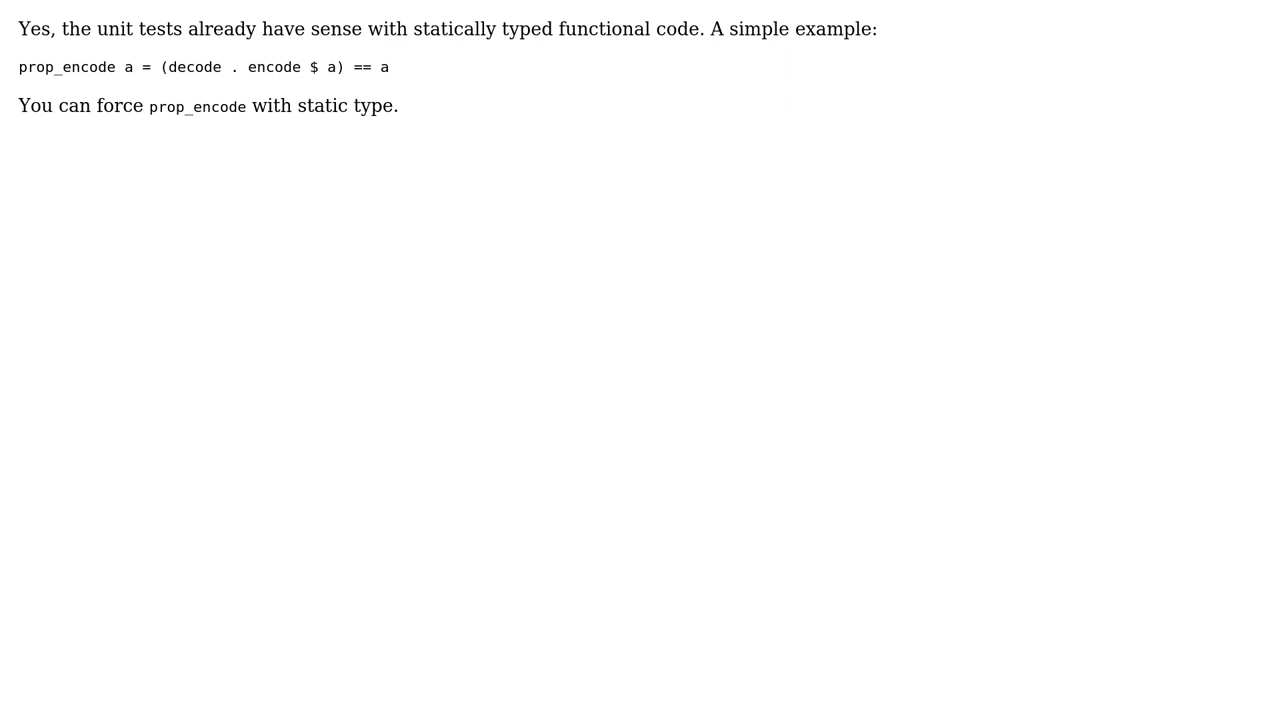 Yes, the unit tests already have sense with statically typed functional code. A simple example:
prop_encode a = (decode . encode $ a) == a
You can force prop_encode with static type.